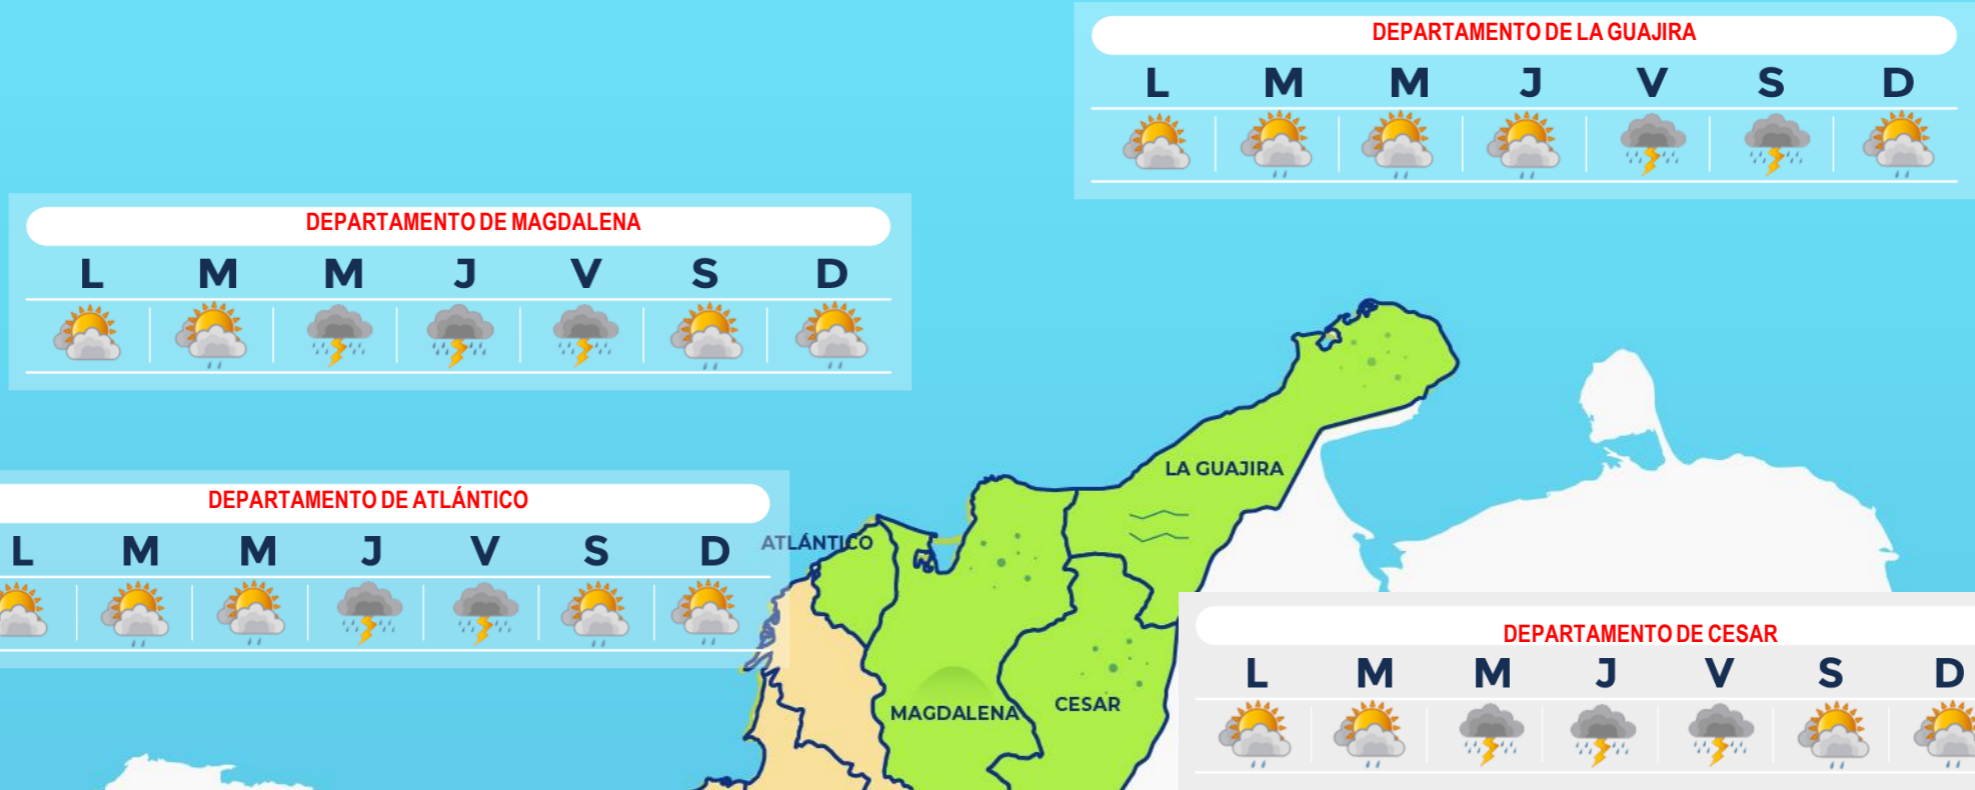 DEPARTAMENTO DE LA GUAJIRA
L M M J V S D
DEPARTAMENTO DE MAGDALENA
L M M J V S D
LA GUAJIRA
DEPARTAMENTO DE ATLÁNTICO
L M M J V S D
ATLÁNTICO
DEPARTAMENTO DE CESAR
L M M J V S D
MAGDALENA
CESAR